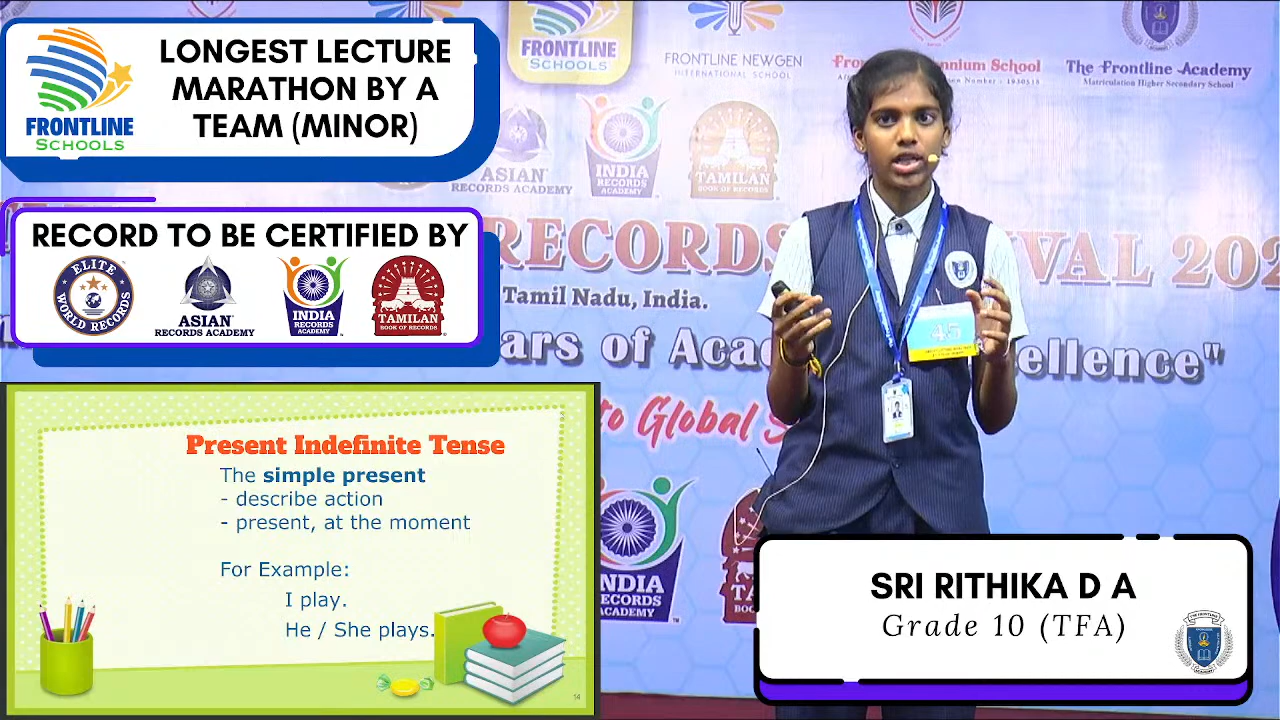 FRONTLINE
SCHOOLS
LONGEST LECTURE
MARATHON BY A
TEAM (MINOR)
RECORD TO BE CERTIFIED BY
ELITE
WORLD RECORDS
ASIAN
RECORDS ACADEMY
INDIA
RECORDS
ACADEMY
TAMILAN
BOOK OF RECORDS
Present Indefinite Tense
The simple present
- describe action
- present, at the moment
For Example:
I play.
He / She plays.
14
FRONTLINE
SCHOOLS
FRONTLINE NEWGEN
INTERNATIONAL SCHOOL
School
The Frontline Academy
Matriculation Higher Secondary School
ASIAN
RECORDS ACADEMY
INDIA
RECORDS
ACADEMY
TAMILAN
BOOK OF RECORDS
RECORDS VAL 202
Tamil Nadu, India.
ars of Aca ellence"
to Global S
INDIA
RECORDS
ACADEMY
45
SRI RITHIKA D A
Grade 10 (TFA)